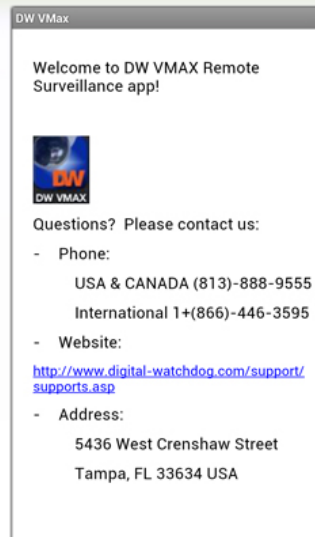 DW VMax
Welcome to DW VMAX Remote
Surveillance app!
DW
DW VMAX
Questions? Please contact us:
- Phone:
USA & CANADA (813)-888-9555
International 1+(866)-446-3595
- Website:
http://www.digital-watchdog.com/support/
supports.asp
- Address:
5436 West Crenshaw Street
Tampa, FL 33634 USA